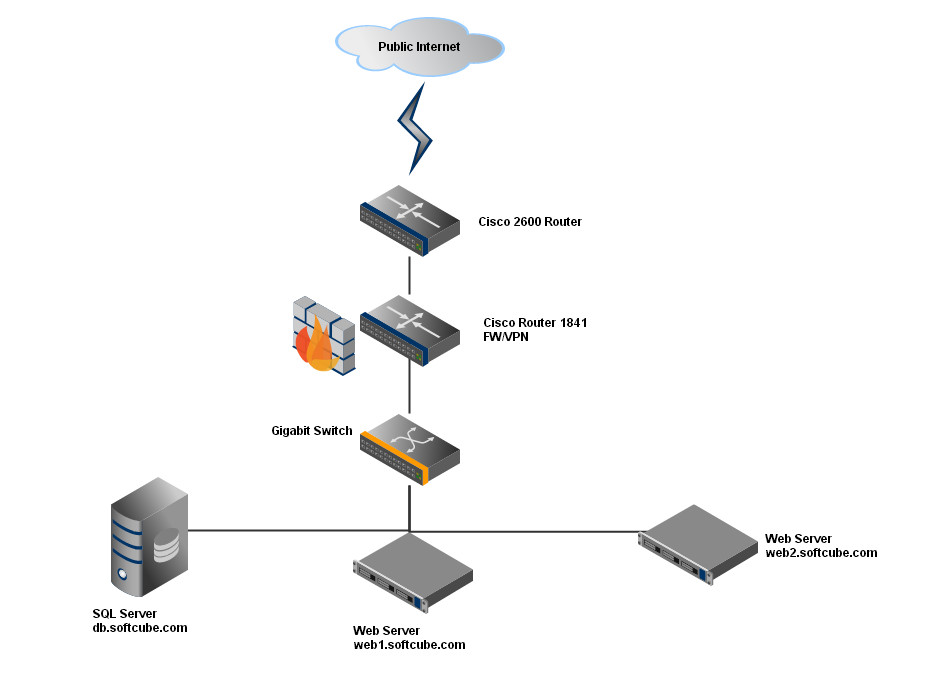 Public Internet
Cisco 2600 Router
Cisco Router 1841
FW/VPN
Gigabit Switch
SQL Server
db.softcube.com
Web Server
web1.softcube.com
Web Server
web2.softcube.com